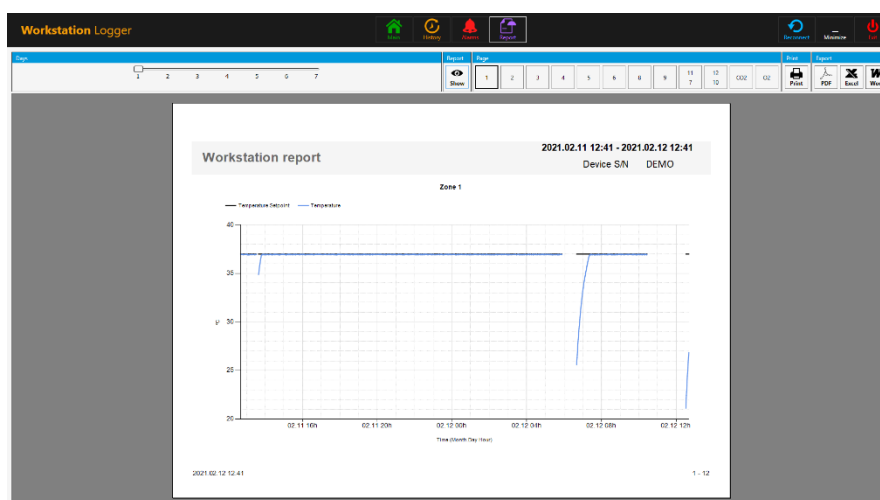 Workstation Logger
Main History Alarms Report Reconnect Minimize Exit
Days Report Page Print Export
1 2 3 4 5 6 7
Show 1 2 3 4 5 6 8 9 11 7 12 10 CO2 O2 Print PDF Excel Word
Workstation report
2021.02.11 12:41 - 2021.02.12 12:41
Device S/N DEMO
Zone 1
Temperature Setpoint Temperature
40
35
°C
30
25
20
02.11 16h 02.11 20h 02.12 00h 02.12 04h 02.12 08h 02.12 12h
Time (Month Day Hour)
2021.02.12 12:41 1 - 12